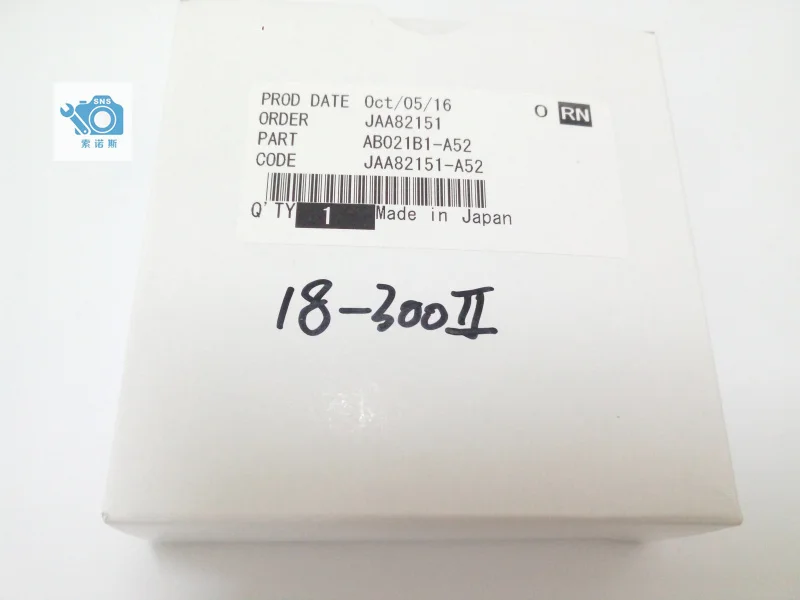 SNS
索诺斯
PROD DATE Oct/05/16
O RN
ORDER JAA82151
PART AB021B1-A52
CODE JAA82151-A52
Q'TY 1 Made in Japan
18-300Ⅱ